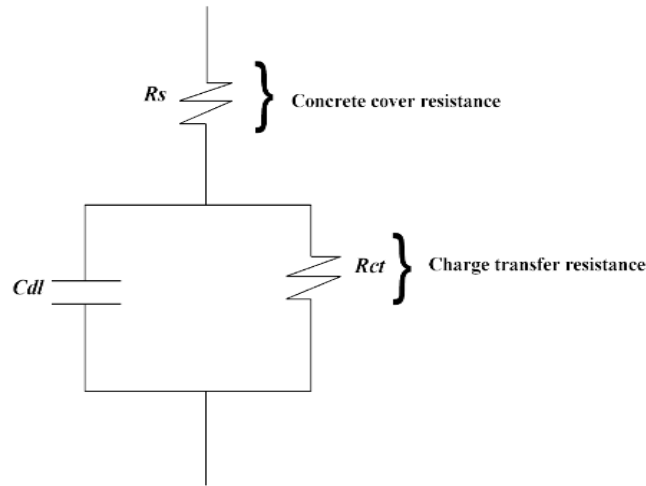 Rs
Concrete cover resistance
Rct
Charge transfer resistance
Cdl